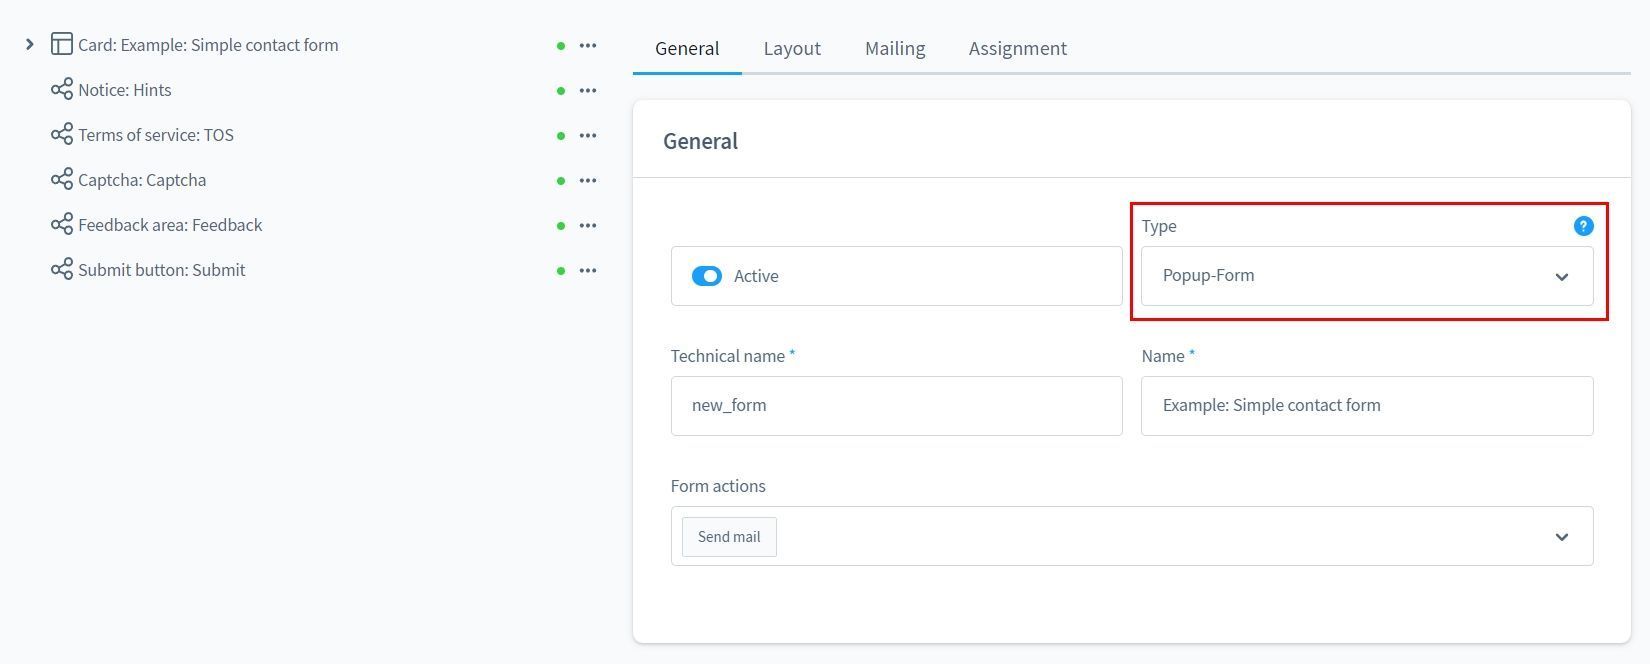 Card: Example: Simple contact form
Notice: Hints
Terms of service: TOS
Captcha: Captcha
Feedback area: Feedback
Submit button: Submit
General Layout Mailing Assignment
General
Type ?
Active
Popup-Form
Technical name *
Name *
new_form
Example: Simple contact form
Form actions
Send mail